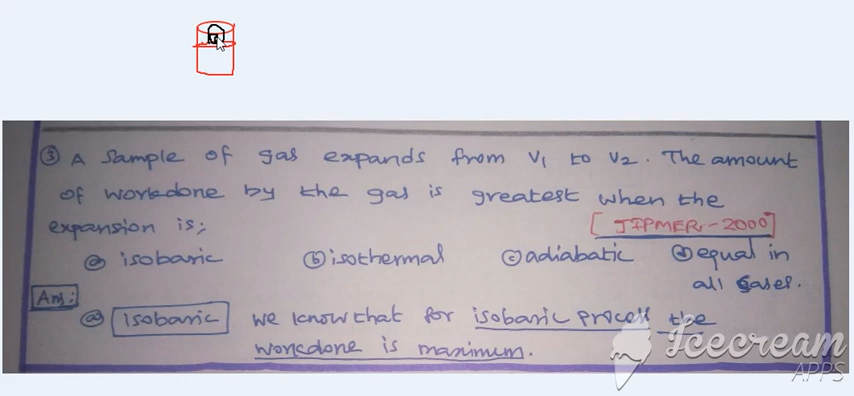 ③ A sample of gas expands from V₁ to V₂. The amount
of workdone by the gas is greatest when the
expansion is;
[JIPMER-2000]
ⓐ isobaric ⓑ isothermal ⓒ adiabatic ⓓ equal in
all cases.
Ans:
ⓐ isobaric we know that for isobaric process the
workdone is maximum.
Icecream
APPS